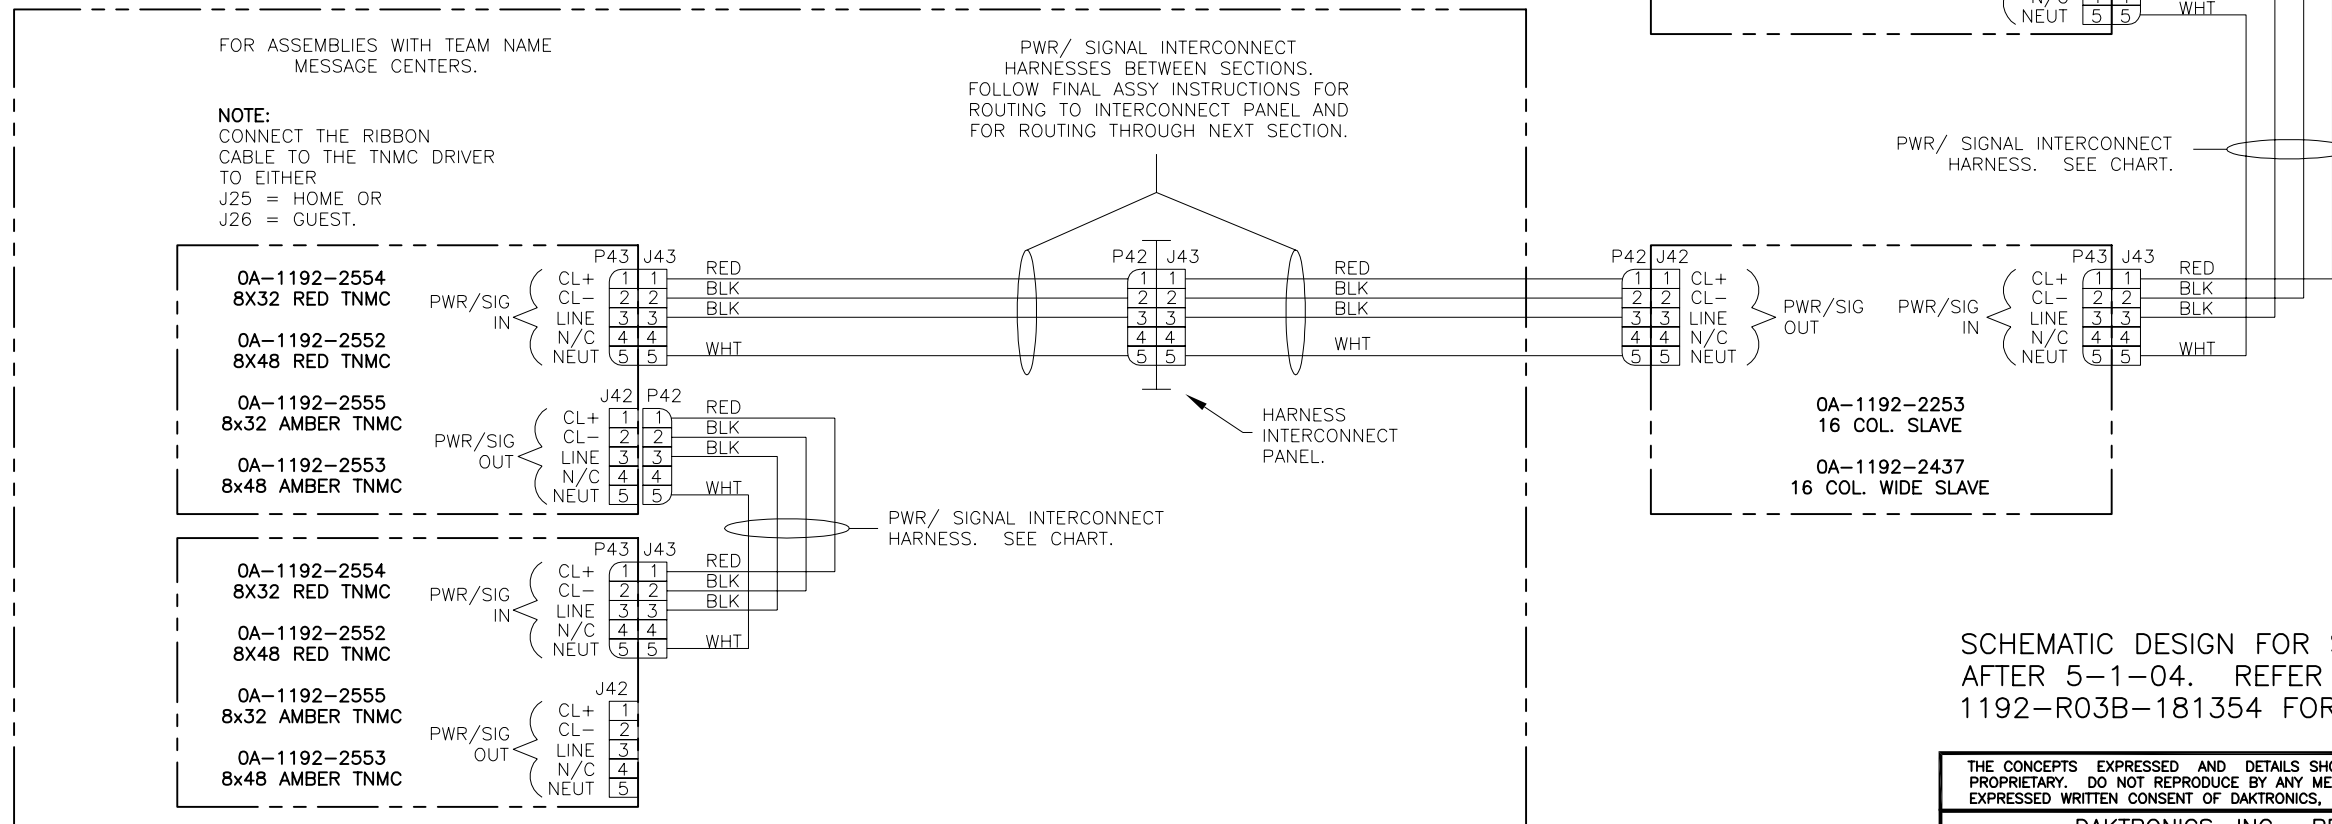 FOR ASSEMBLIES WITH TEAM NAME
MESSAGE CENTERS.
NOTE:
CONNECT THE RIBBON
CABLE TO THE TNMC DRIVER
TO EITHER
J25 = HOME OR
J26 = GUEST.
PWR/ SIGNAL INTERCONNECT
HARNESSES BETWEEN SECTIONS.
FOLLOW FINAL ASSY INSTRUCTIONS FOR
ROUTING TO INTERCONNECT PANEL AND
FOR ROUTING THROUGH NEXT SECTION.
NEUT 5 5 WHT
PWR/ SIGNAL INTERCONNECT
HARNESS. SEE CHART.
0A-1192-2554
8X32 RED TNMC
0A-1192-2552
8X48 RED TNMC
0A-1192-2555
8x32 AMBER TNMC
0A-1192-2553
8x48 AMBER TNMC
PWR/SIG
IN
P43 J43
CL+ 1 1 RED
CL- 2 2 BLK
LINE 3 3 BLK
N/C 4 4
NEUT 5 5 WHT
PWR/SIG
OUT
J42 P42
CL+ 1 1 RED
CL- 2 2 BLK
LINE 3 3 BLK
N/C 4 4
NEUT 5 5 WHT
P42 J43
1 1 RED
2 2 BLK
3 3 BLK
4 4
5 5 WHT
HARNESS
INTERCONNECT
PANEL.
P42 J42
1 1 CL+
2 2 CL-
3 3 LINE
4 4 N/C
5 5 NEUT
PWR/SIG
OUT
PWR/SIG
IN
P43 J43
CL+ 1 1 RED
CL- 2 2 BLK
LINE 3 3 BLK
N/C 4 4
NEUT 5 5 WHT
0A-1192-2253
16 COL. SLAVE
0A-1192-2437
16 COL. WIDE SLAVE
PWR/ SIGNAL INTERCONNECT
HARNESS. SEE CHART.
0A-1192-2554
8X32 RED TNMC
0A-1192-2552
8X48 RED TNMC
0A-1192-2555
8x32 AMBER TNMC
0A-1192-2553
8x48 AMBER TNMC
PWR/SIG
IN
P43 J43
CL+ 1 1 RED
CL- 2 2 BLK
LINE 3 3 BLK
N/C 4 4
NEUT 5 5 WHT
PWR/SIG
OUT
J42
CL+ 1
CL- 2
LINE 3
N/C 4
NEUT 5
SCHEMATIC DESIGN FOR
AFTER 5-1-04. REFER
1192-R03B-181354 FOR
THE CONCEPTS EXPRESSED AND DETAILS
PROPRIETARY. DO NOT REPRODUCE BY ANY
EXPRESSED WRITTEN CONSENT OF DAKTRONICS,
DAKTRONICS, INC.